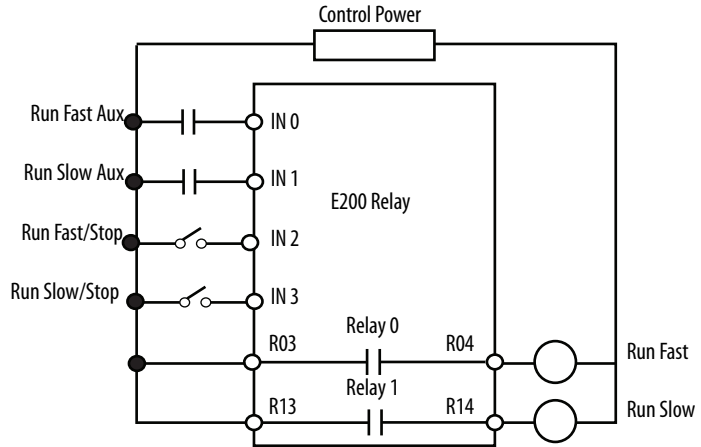 Control Power
Run Fast Aux
IN 0
Run Slow Aux
IN 1
E200 Relay
Run Fast/Stop
IN 2
Run Slow/Stop
IN 3
Relay 0
R03
R04
Run Fast
Relay 1
R13
R14
Run Slow